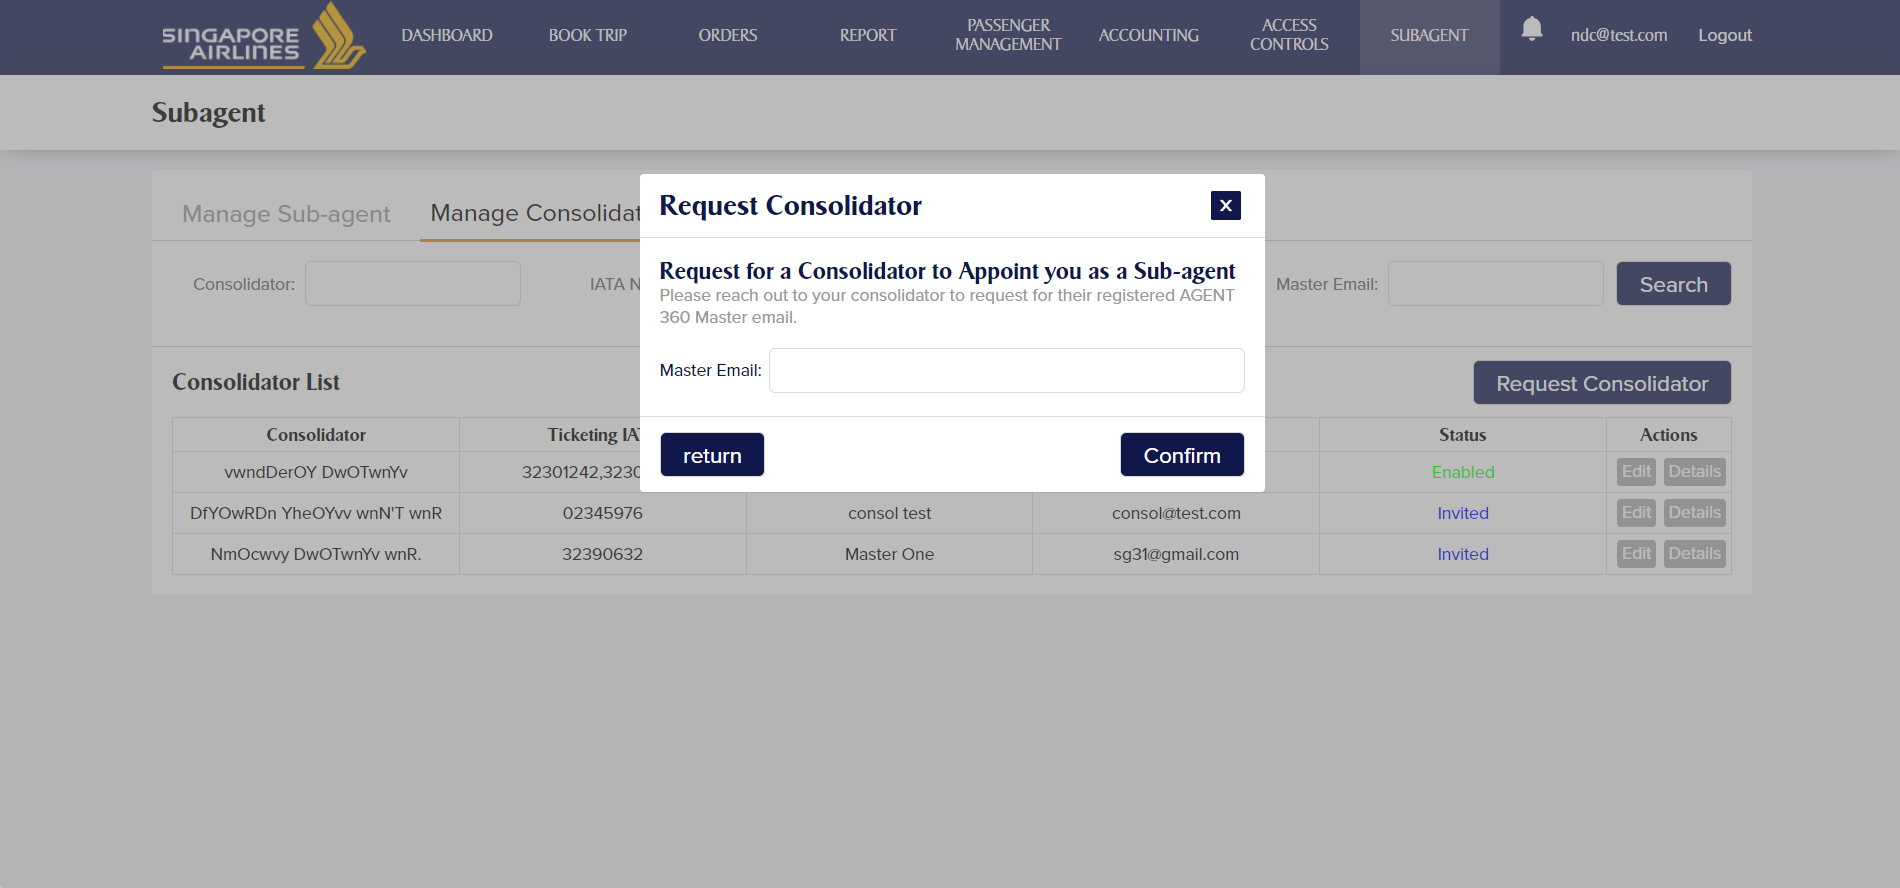 SINGAPORE
AIRLINES
DASHBOARD
BOOK TRIP
ORDERS
REPORT
PASSENGER
MANAGEMENT
ACCOUNTING
ACCESS
CONTROLS
SUBAGENT
ndc@test.com
Logout
Subagent
Manage Sub-agent
Manage Consolidat
Consolidator:
IATA N
Master Email:
Search
Request Consolidator
X
Request for a Consolidator to Appoint you as a Sub-agent
Please reach out to your consolidator to request for their registered AGENT
360 Master email.
Master Email:
return
Confirm
Consolidator List
Request Consolidator
Consolidator
Ticketing IAT
Status
Actions
vwndDerOY DwOTwnYv
32301242,3230
Enabled
Edit
Details
DfYOwRDn YheOYvv wnN'T wnR
02345976
consol test
consol@test.com
Invited
Edit
Details
NmOcwvy DwOTwnYv wnR.
32390632
Master One
sg31@gmail.com
Invited
Edit
Details